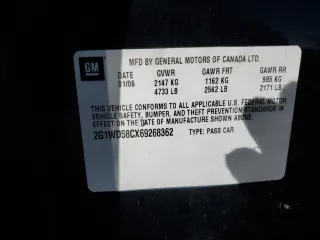 GM
MFD BY GENERAL MOTORS OF CANADA LTD.
DATE GVWR GAWR FRT GAWR RR
01/06 2147 KG 1162 KG 985 KG
4733 LB 2562 LB 2171 LB
THIS VEHICLE CONFORMS TO ALL APPLICABLE U.S. FEDERAL MOTOR
VEHICLE SAFETY, BUMPER, AND THEFT PREVENTION STANDARDS IN
EFFECT ON THE DATE OF MANUFACTURE SHOWN ABOVE.
2G1WD58CX69268362 TYPE: PASS CAR